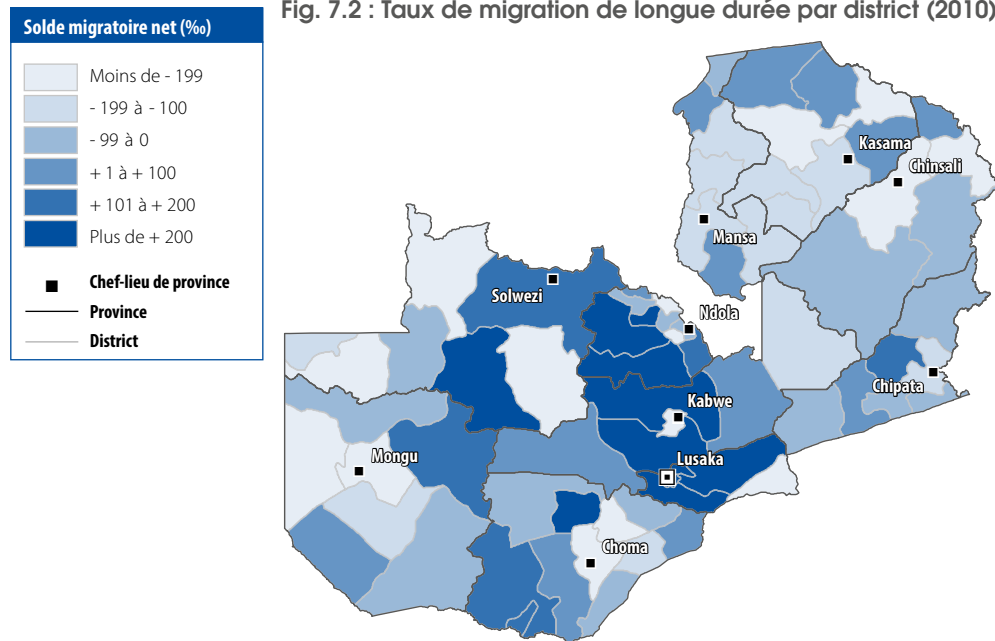 Fig. 7.2 : Taux de migration de longue durée par district (2010)
Solde migratoire net (‰)
Moins de - 199
- 199 à - 100
- 99 à 0
+ 1 à + 100
+ 101 à + 200
Plus de + 200
Chef-lieu de province
Province
District
Kasama
Chinsali
Mansa
Solwezi
Ndola
Chipata
Kabwe
Mongu
Lusaka
Choma